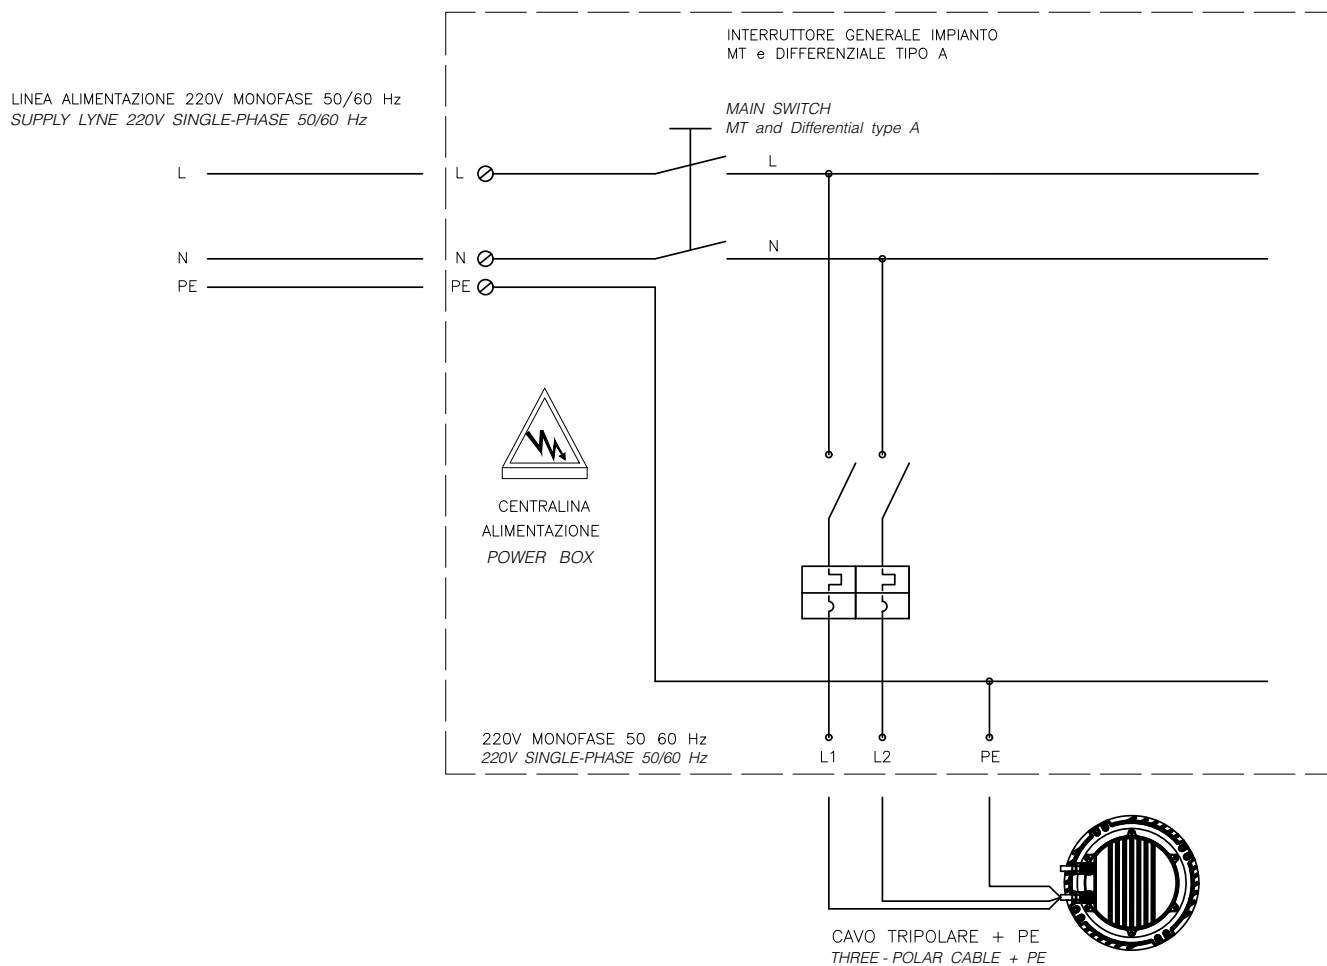 INTERRUTTORE GENERALE IMPIANTO
MT e DIFFERENZIALE TIPO A
LINEA ALIMENTAZIONE 220V MONOFASE 50/60 Hz
SUPPLY LYNE 220V SINGLE-PHASE 50/60 Hz
MAIN SWITCH
MT and Differential type A
L
L
L
N
N
N
PE
PE
CENTRALINA
ALIMENTAZIONE
POWER BOX
220V MONOFASE 50 60 Hz
220V SINGLE-PHASE 50/60 Hz
L1
L2
PE
CAVO TRIPOLARE + PE
THREE-POLAR CABLE + PE